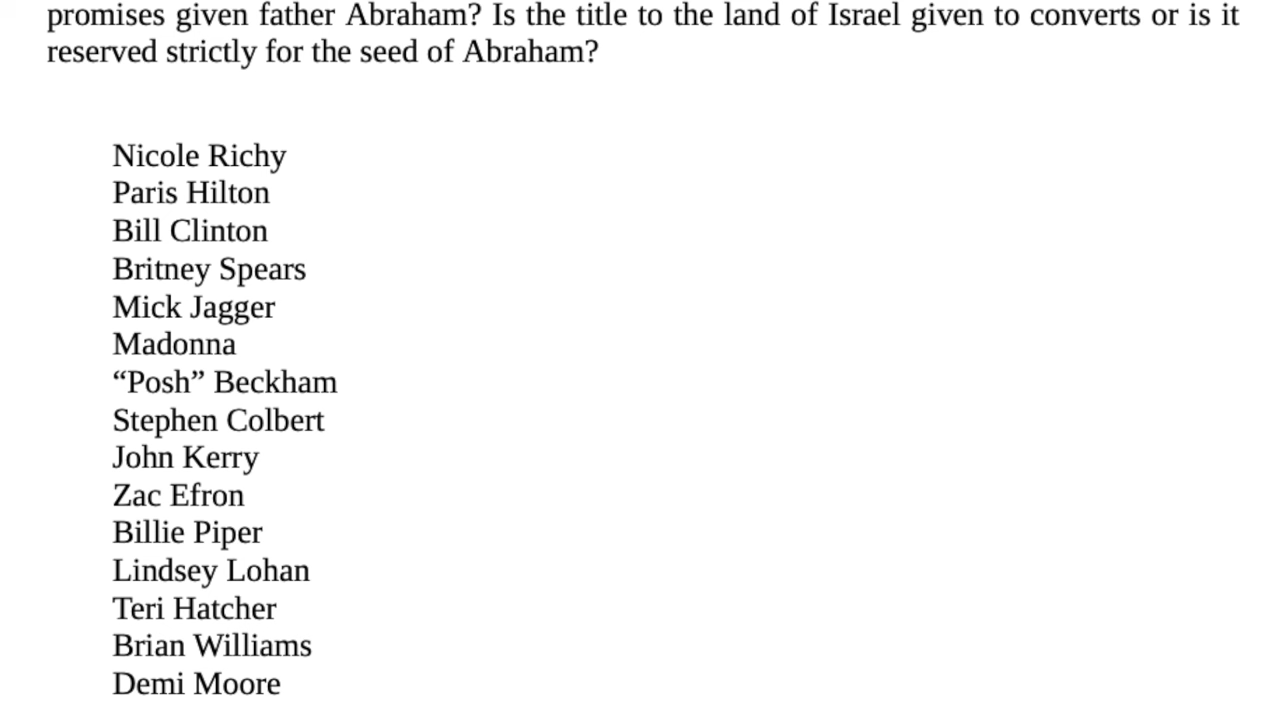 promises given father Abraham? Is the title to the land of Israel given to converts or is it
reserved strictly for the seed of Abraham?
Nicole Richy
Paris Hilton
Bill Clinton
Britney Spears
Mick Jagger
Madonna
“Posh” Beckham
Stephen Colbert
John Kerry
Zac Efron
Billie Piper
Lindsey Lohan
Teri Hatcher
Brian Williams
Demi Moore